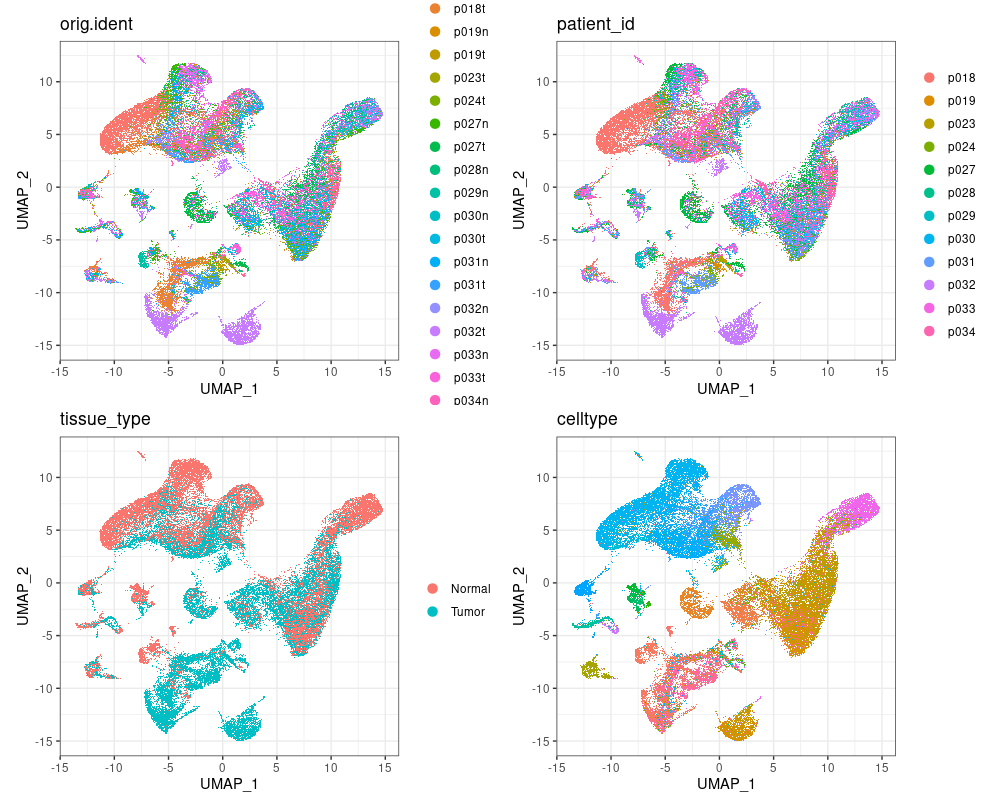 orig.ident
UMAP_2
10
5
0
-5
-10
-15
-15
-10
-5
0
5
10
15
UMAP_1
p018t
p019n
p019t
p023t
p024t
p027n
p027t
p028n
p029n
p030n
p030t
p031n
p031t
p032n
p032t
p033n
p033t
p034n
patient_id
UMAP_2
10
5
0
-5
-10
-15
-15
-10
-5
0
5
10
15
UMAP_1
p018
p019
p023
p024
p027
p028
p029
p030
p031
p032
p033
p034
tissue_type
UMAP_2
10
5
0
-5
-10
-15
-15
-10
-5
0
5
10
15
UMAP_1
Normal
Tumor
celltype
UMAP_2
10
5
0
-5
-10
-15
-15
-10
-5
0
5
10
15
UMAP_1